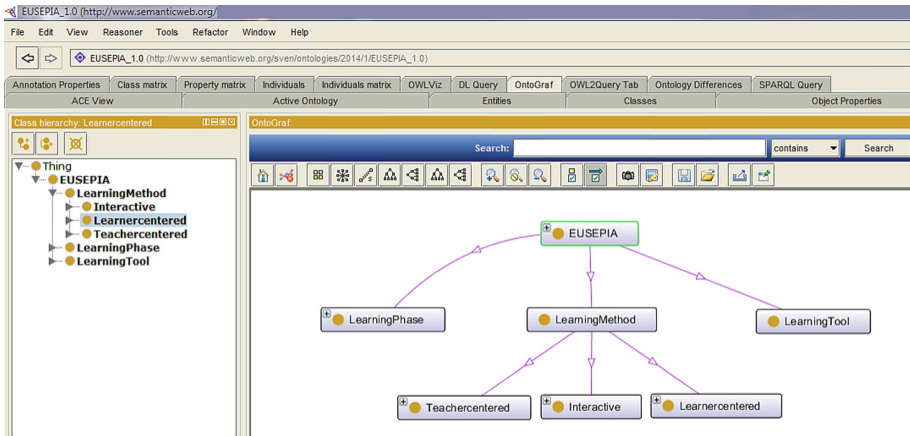 EUSEPIA_1.0 (http://www.semanticweb.org/
File Edit View Reasoner Tools Refactor Window Help
EUSEPIA_1.0 (http://www.semanticweb.org/sven/ontologies/2014/1/EUSEPIA_1.0)
Annotation Properties Class matrix Property matrix Individuals Individuals matrix OWLViz DL Query OntoGraf OWL2Query Tab Ontology Differences SPARQL Query
ACE View Active Ontology Entities Classes Object Properties
Class hierarchy: Learnercentered
OntoGraf:
Search: contains Search
Thing
EUSEPIA
LearningMethod
Interactive
Learnercentered
Teachercentered
LearningPhase
LearningTool
EUSEPIA
LearningPhase LearningMethod LearningTool
Teachercentered Interactive Learnercentered